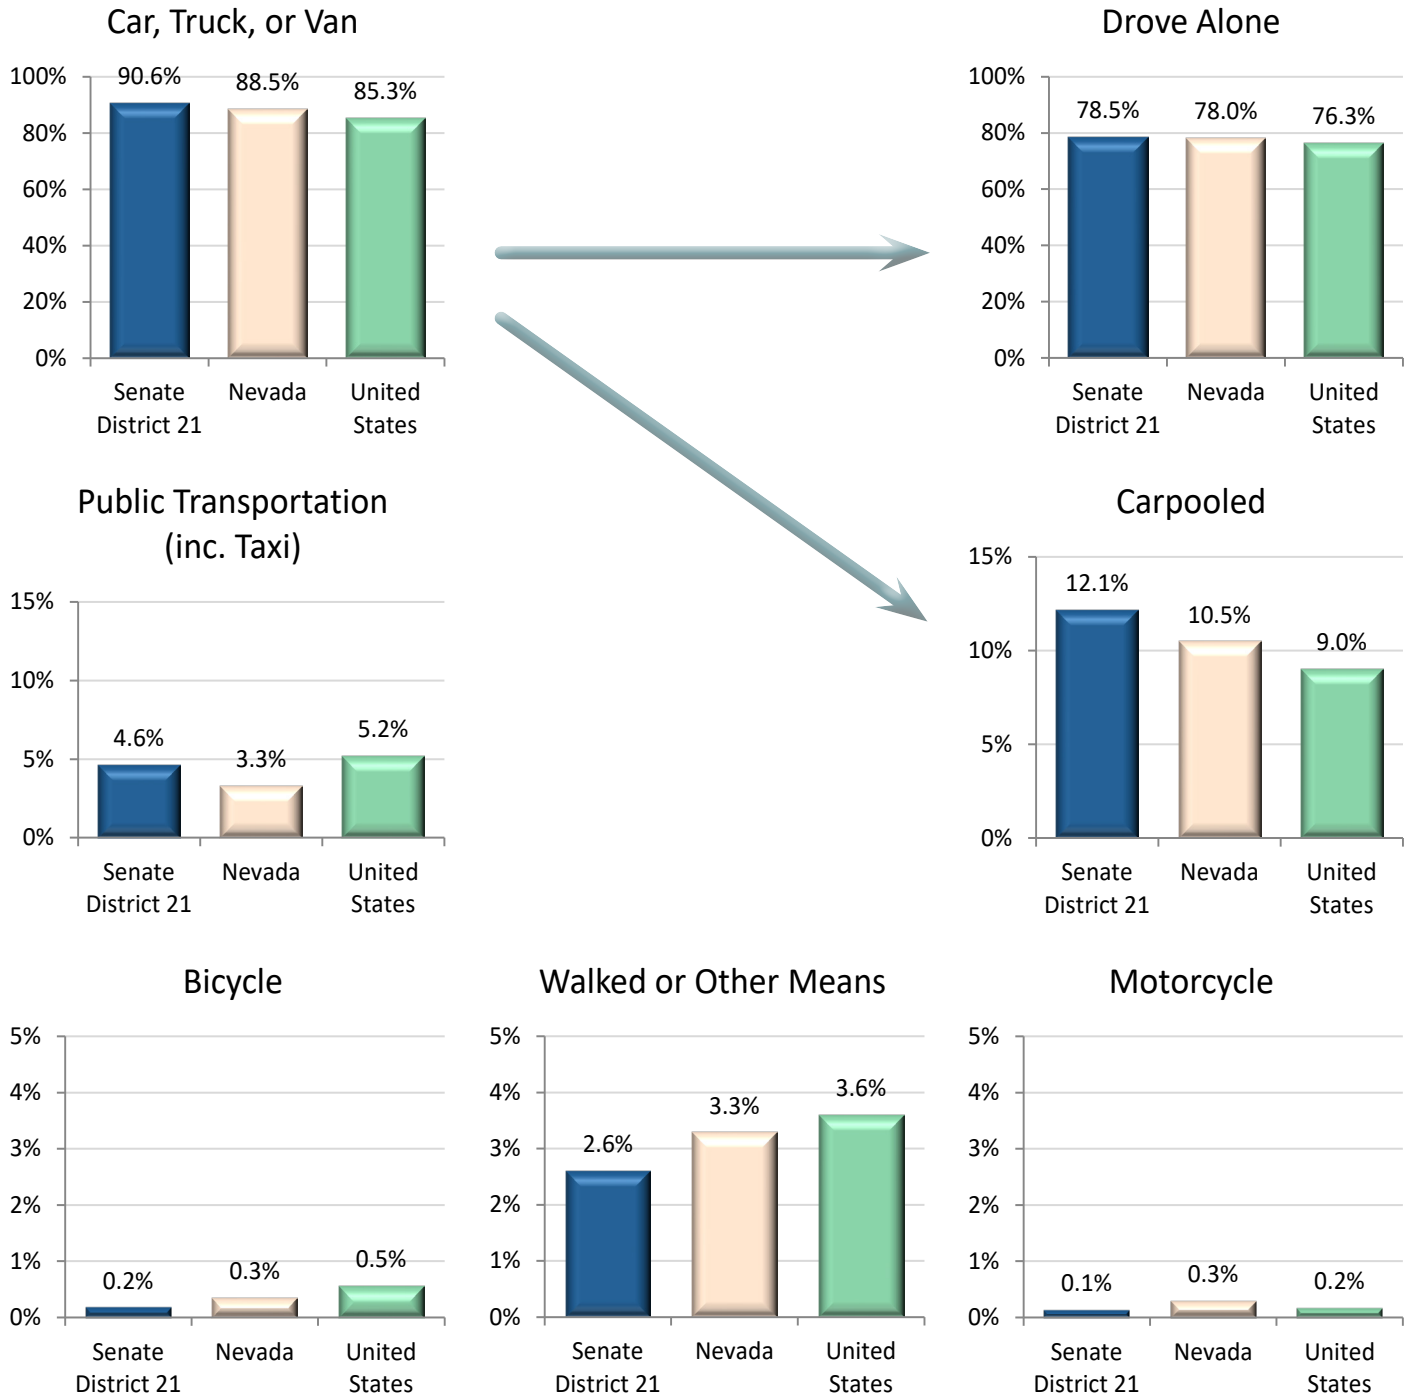 Car, Truck, or Van
100%
80%
60%
40%
20%
0%
90.6%
88.5%
85.3%
Senate
District 21
Nevada
United
States
Drove Alone
100%
80%
60%
40%
20%
0%
78.5%
78.0%
76.3%
Senate
District 21
Nevada
United
States
Public Transportation
(inc. Taxi)
15%
10%
5%
0%
4.6%
3.3%
5.2%
Senate
District 21
Nevada
United
States
Carpooled
15%
10%
5%
0%
12.1%
10.5%
9.0%
Senate
District 21
Nevada
United
States
Bicycle
5%
4%
3%
2%
1%
0%
0.2%
0.3%
0.5%
Senate
District 21
Nevada
United
States
Walked or Other Means
5%
4%
3%
2%
1%
0%
2.6%
3.3%
3.6%
Senate
District 21
Nevada
United
States
Motorcycle
5%
4%
3%
2%
1%
0%
0.1%
0.3%
0.2%
Senate
District 21
Nevada
United
States